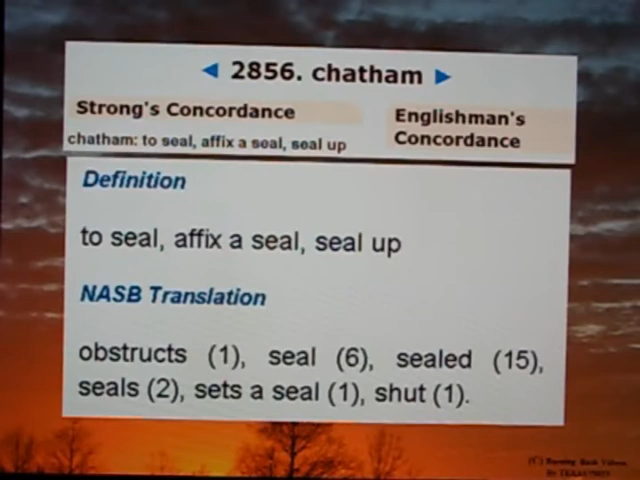 2856. chatham
Strong's Concordance
chatham: to seal, affix a seal, seal up
Englishman's
Concordance
Definition
to seal, affix a seal, seal up
NASB Translation
obstructs (1), seal (6), sealed (15),
seals (2), sets a seal (1), shut (1).